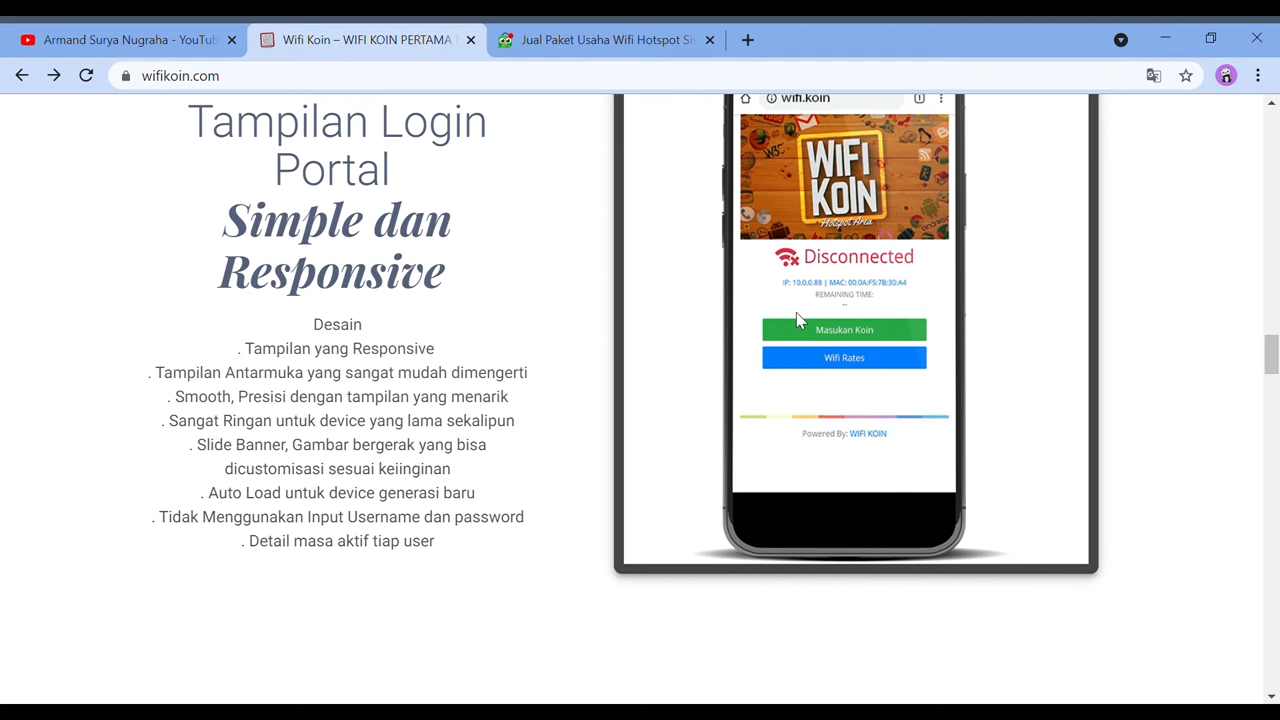 Armand Surya Nugraha - YouTub
Wifi Koin – WIFI KOIN PERTAMA
Jual Paket Usaha Wifi Hotspot Sis
wifikoin.com
Tampilan Login
Portal
Simple dan
Responsive
Desain
. Tampilan yang Responsive
. Tampilan Antarmuka yang sangat mudah dimengerti
. Smooth, Presisi dengan tampilan yang menarik
. Sangat Ringan untuk device yang lama sekalipun
. Slide Banner, Gambar bergerak yang bisa
dicustomisasi sesuai keiinginan
. Auto Load untuk device generasi baru
. Tidak Menggunakan Input Username dan password
. Detail masa aktif tiap user
wifi.koin
W3C
WIFI
KOIN
Hotspot Area
Disconnected
IP: 10.0.0.88 | MAC: 00:0A:F5:7B:30:A4
REMAINING TIME:
--
Masukan Koin
Wifi Rates
Powered By: WIFI KOIN